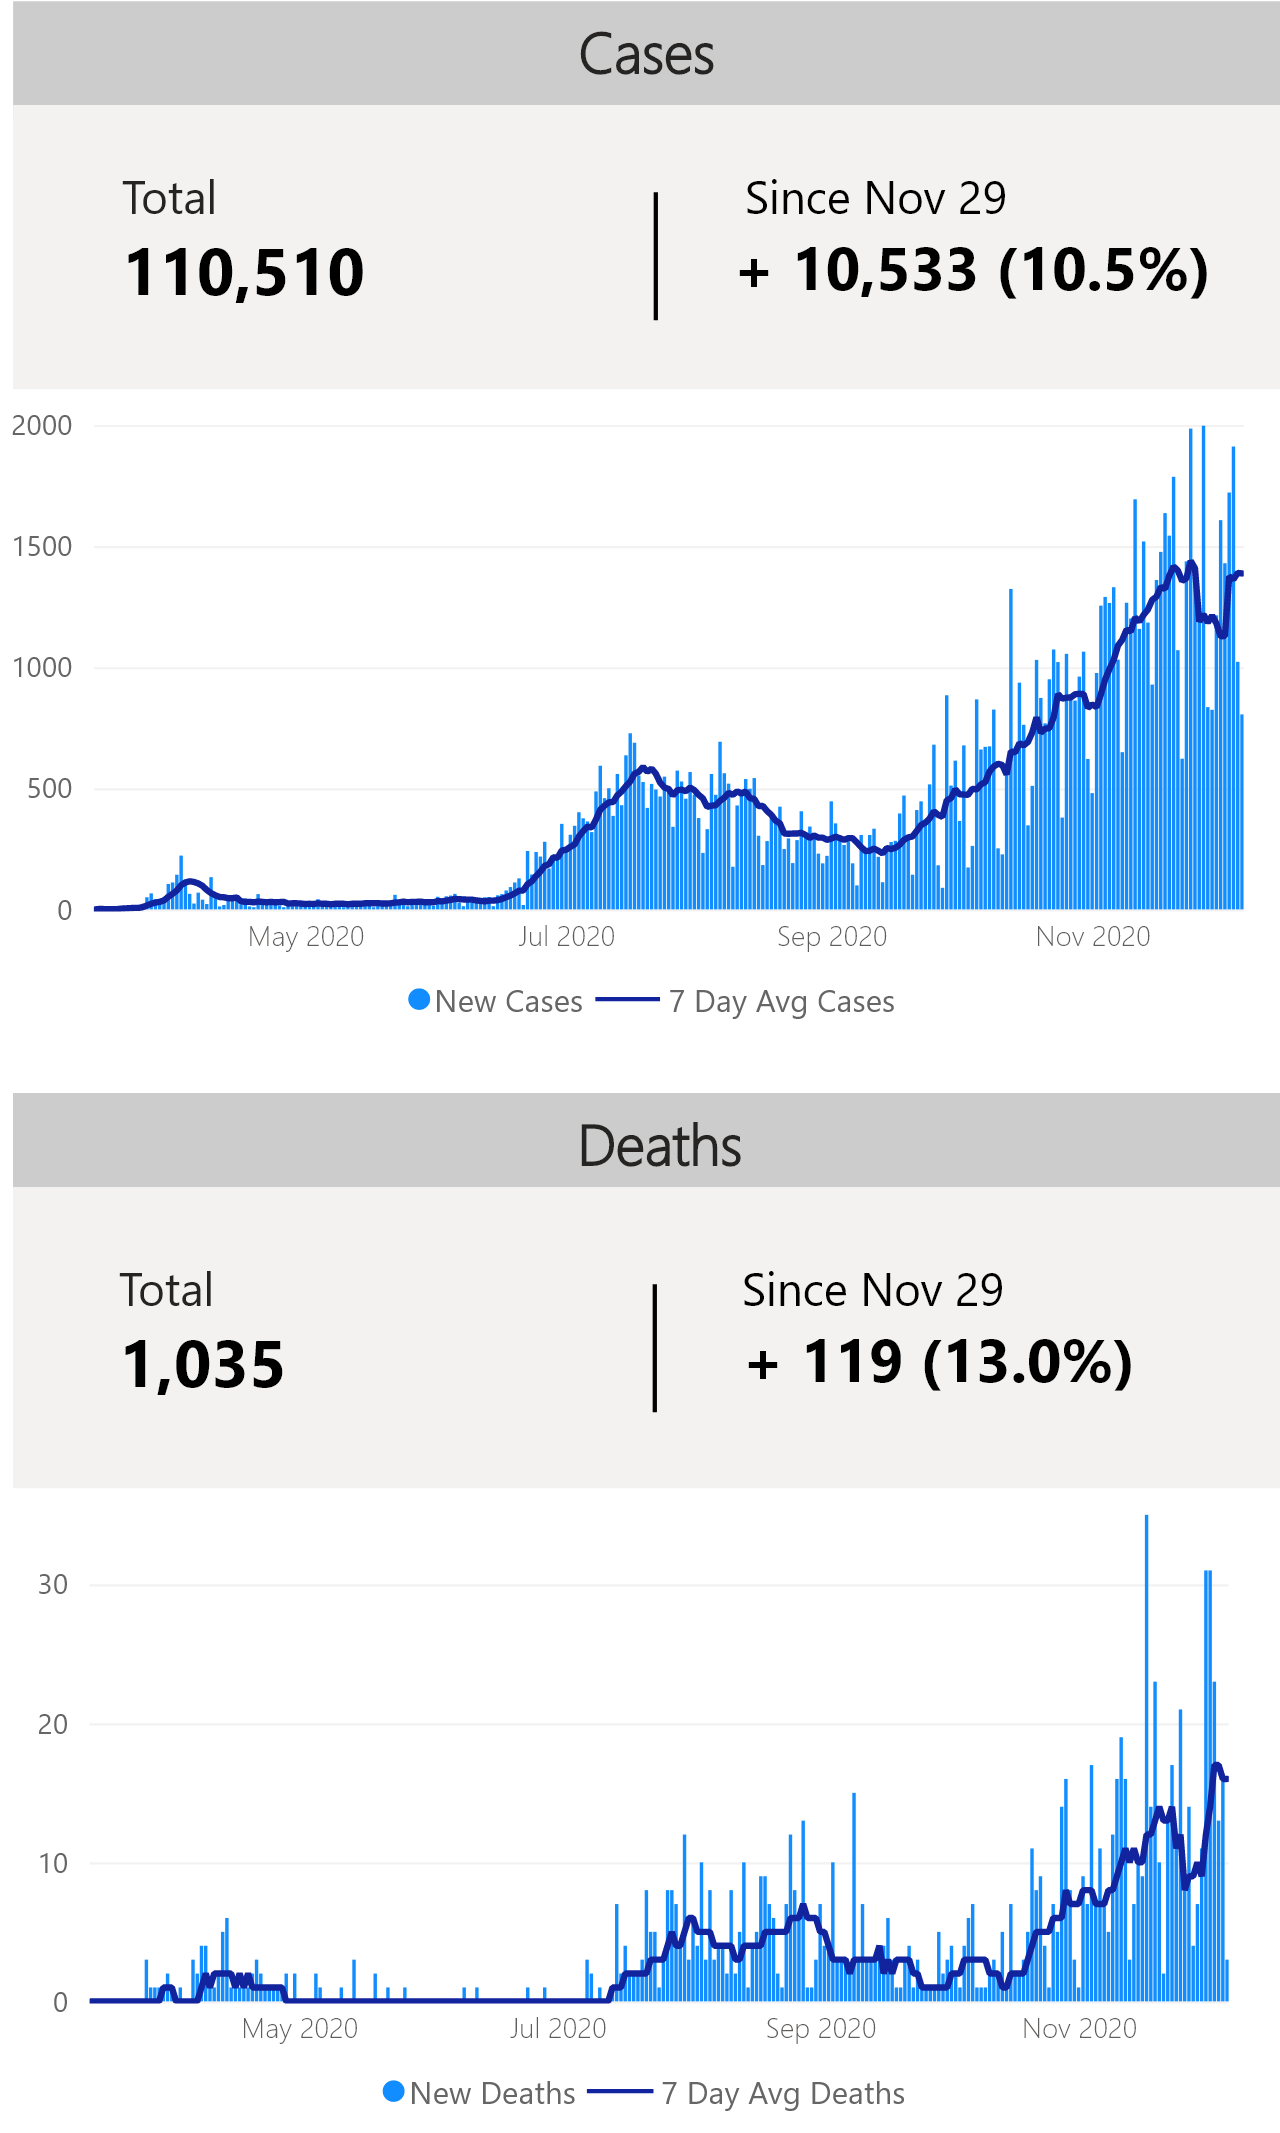 Cases
Total
Since Nov 29
110,510
+ 10,533 (10.5%)
2000
1500
1000
500
0
May 2020
Jul 2020
Sep 2020
Nov 2020
New Cases
7 Day Avg Cases
Deaths
Total
Since Nov 29
1,035
+ 119 (13.0%)
30
20
10
0
May 2020
Jul 2020
Sep 2020
Nov 2020
New Deaths
7 Day Avg Deaths